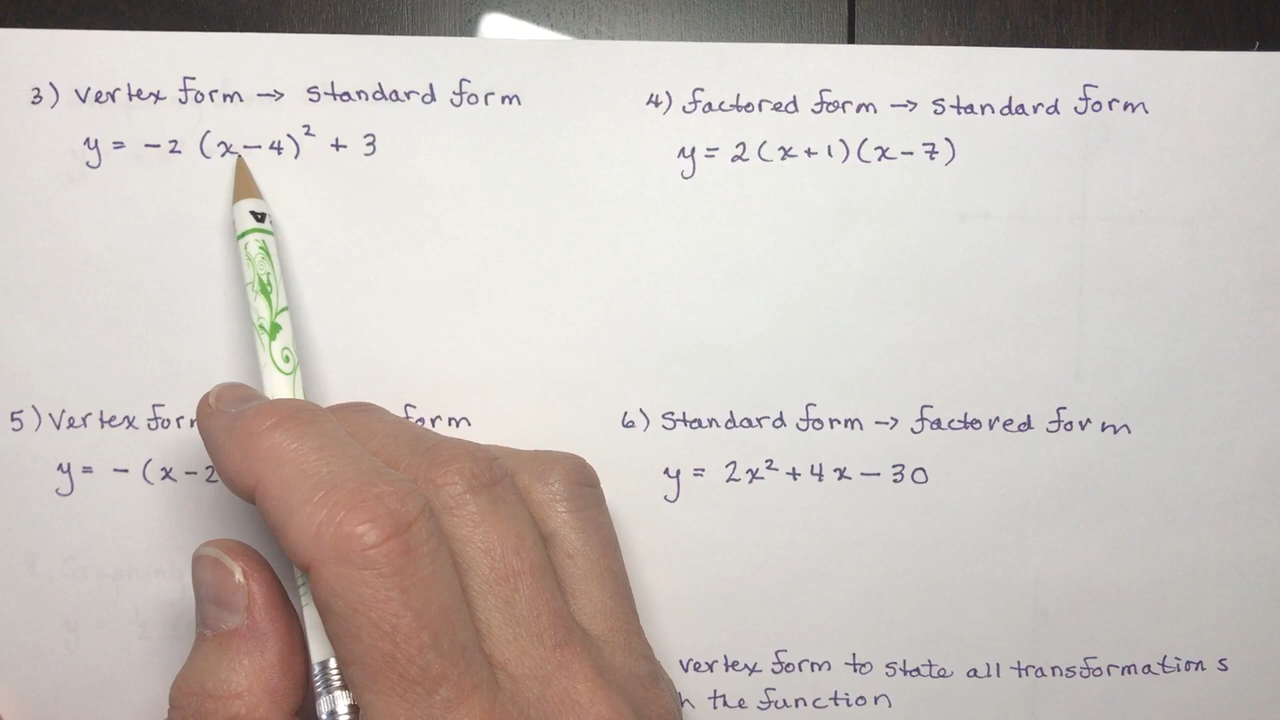 3) Vertex form → standard form
y = -2 (x-4)² + 3
4) factored form → standard form
y = 2(x+1)(x-7)
5) Vertex form
y = -(x-2
6) Standard form → factored form
y = 2x² + 4x - 30
vertex form to state all transformations
the function